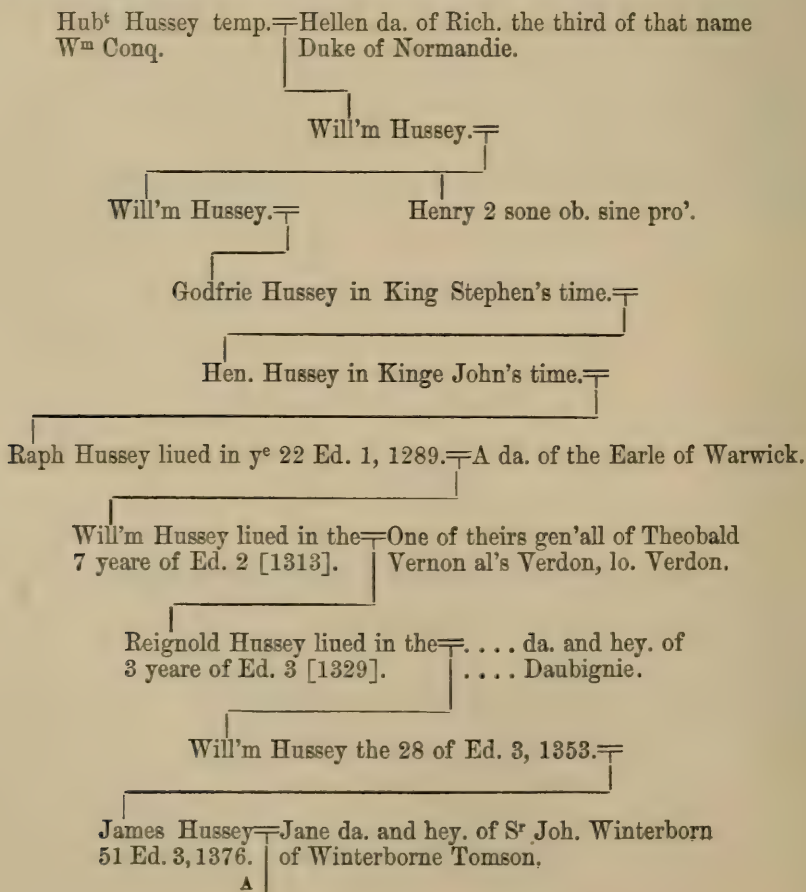 Hubᵗ Hussey temp. Hellen da. of Rich. the third of that name
Wᵐ Conq. Duke of Normandie.
Will'm Hussey.
Will'm Hussey. Henry 2 sone ob. sine pro'.
Godfrie Hussey in King Stephen's time.
Hen. Hussey in Kinge John's time.
Raph Hussey liued in yᵉ 22 Ed. 1, 1289. A da. of the Earle of Warwick.
Will'm Hussey liued in the One of theirs gen'all of Theobald
7 yeare of Ed. 2 [1313]. Vernon al's Verdon, lo. Verdon.
Reignold Hussey liued in the .... da. and hey. of
3 yeare of Ed. 3 [1329]. .... Daubignie.
Will'm Hussey the 28 of Ed. 3, 1353.
James Hussey Jane da. and hey. of Sʳ Joh. Winterborn
51 Ed. 3, 1376. of Winterborne Tomson.
A